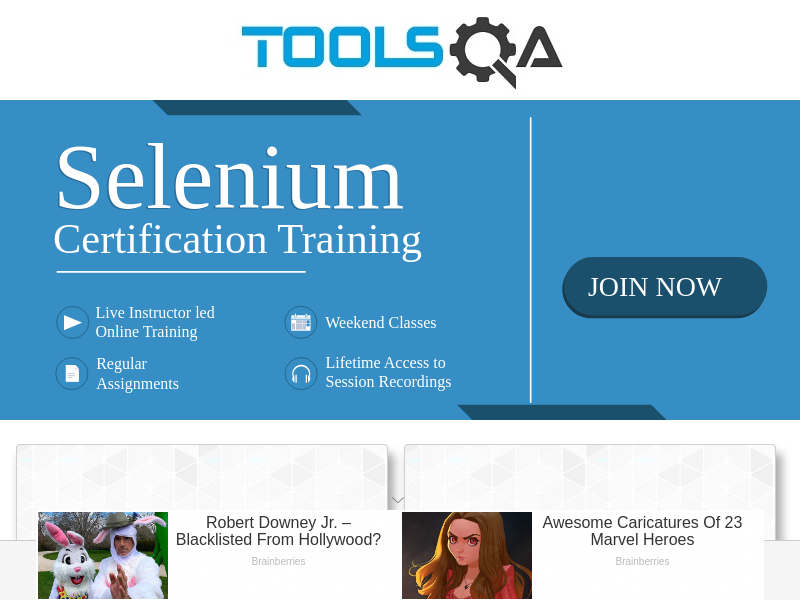 TOOLSQA
Selenium
Certification Training
JOIN NOW
Live Instructor led
Online Training
Weekend Classes
Regular
Assignments
Lifetime Access to
Session Recordings
Robert Downey Jr. –
Blacklisted From Hollywood?
Brainberries
Awesome Caricatures Of 23
Marvel Heroes
Brainberries